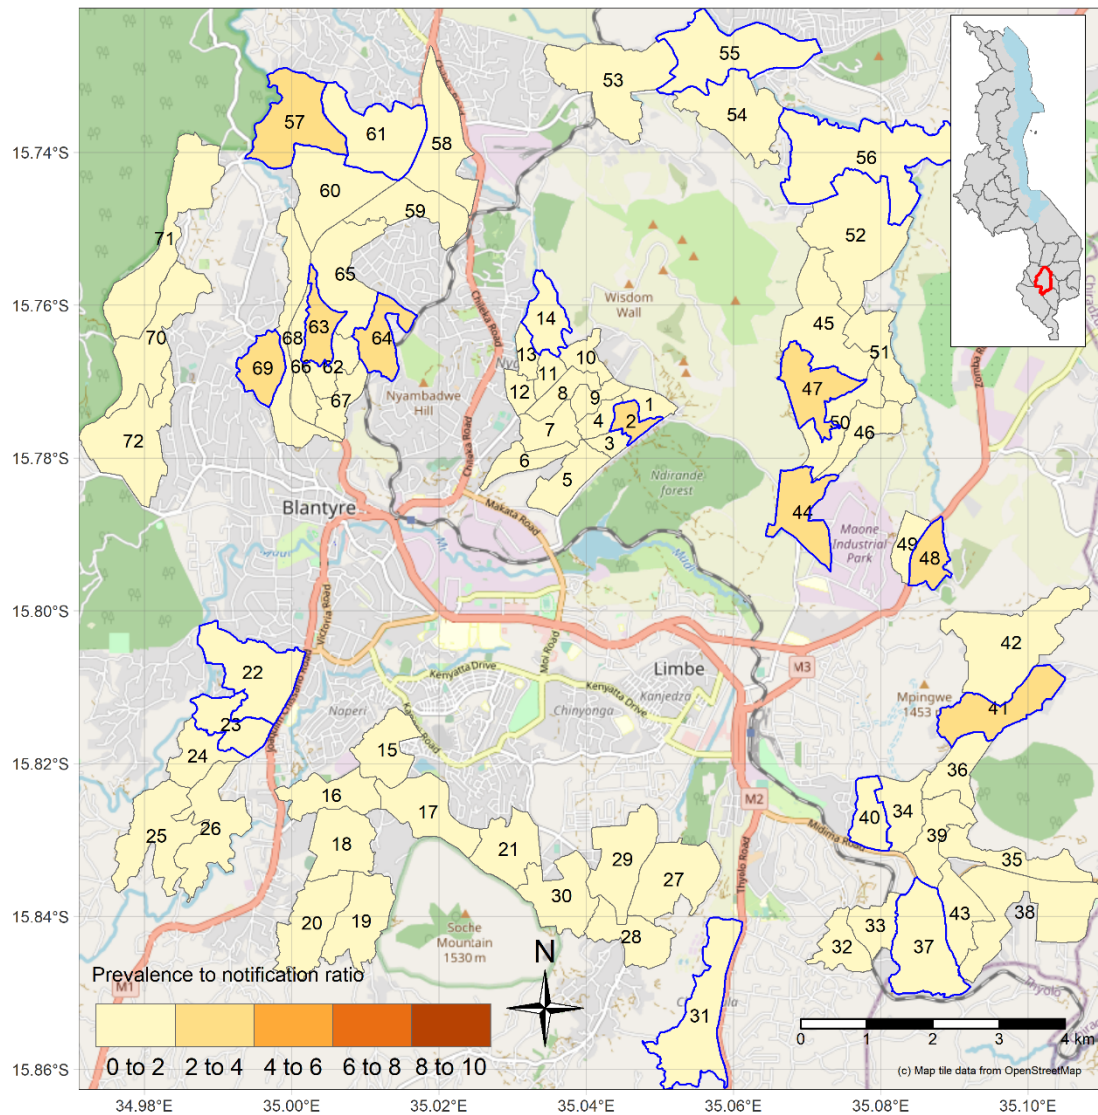 55
53
54
57
61
58
15.74°S
56
60
59
52
71
65
15.76°S
Wisdom
Wall
Chileka Road
14
45
63
64
68
70
13
10
51
69
66
62
11
Nyambadwe
Hill
12
8
9
47
67
7
4
1
2
50
46
72
3
15.78°S
6
5
Ndirande
forest
Chileka Road
Zomba
Blantyre
Makata Road
44
Maone
Industrial
Park
49
48
15.80°S
Victoria Road
42
Moi Road
M3
Limbe
22
Kenyatta Drive
Kenyatta Drive
Kanjedza
Mpingwe
1453 m
Naperi
Chinyonga
41
23
15
24
15.82°S
36
M2
16
17
40
34
25
26
Midima Road
39
18
21
29
35
27
Thyolo Road
30
15.84°S
20
19
Soche
Mountain
1530 m
28
33
32
43
38
37
N
Prevalence to notification ratio
M1
31
Thyolo
0 to 2
2 to 4
4 to 6
6 to 8
8 to 10
0
1
2
3
4 km
15.86°S
(c) Map tile data from OpenStreetMap
34.98°E
35.00°E
35.02°E
35.04°E
35.06°E
35.08°E
35.10°E